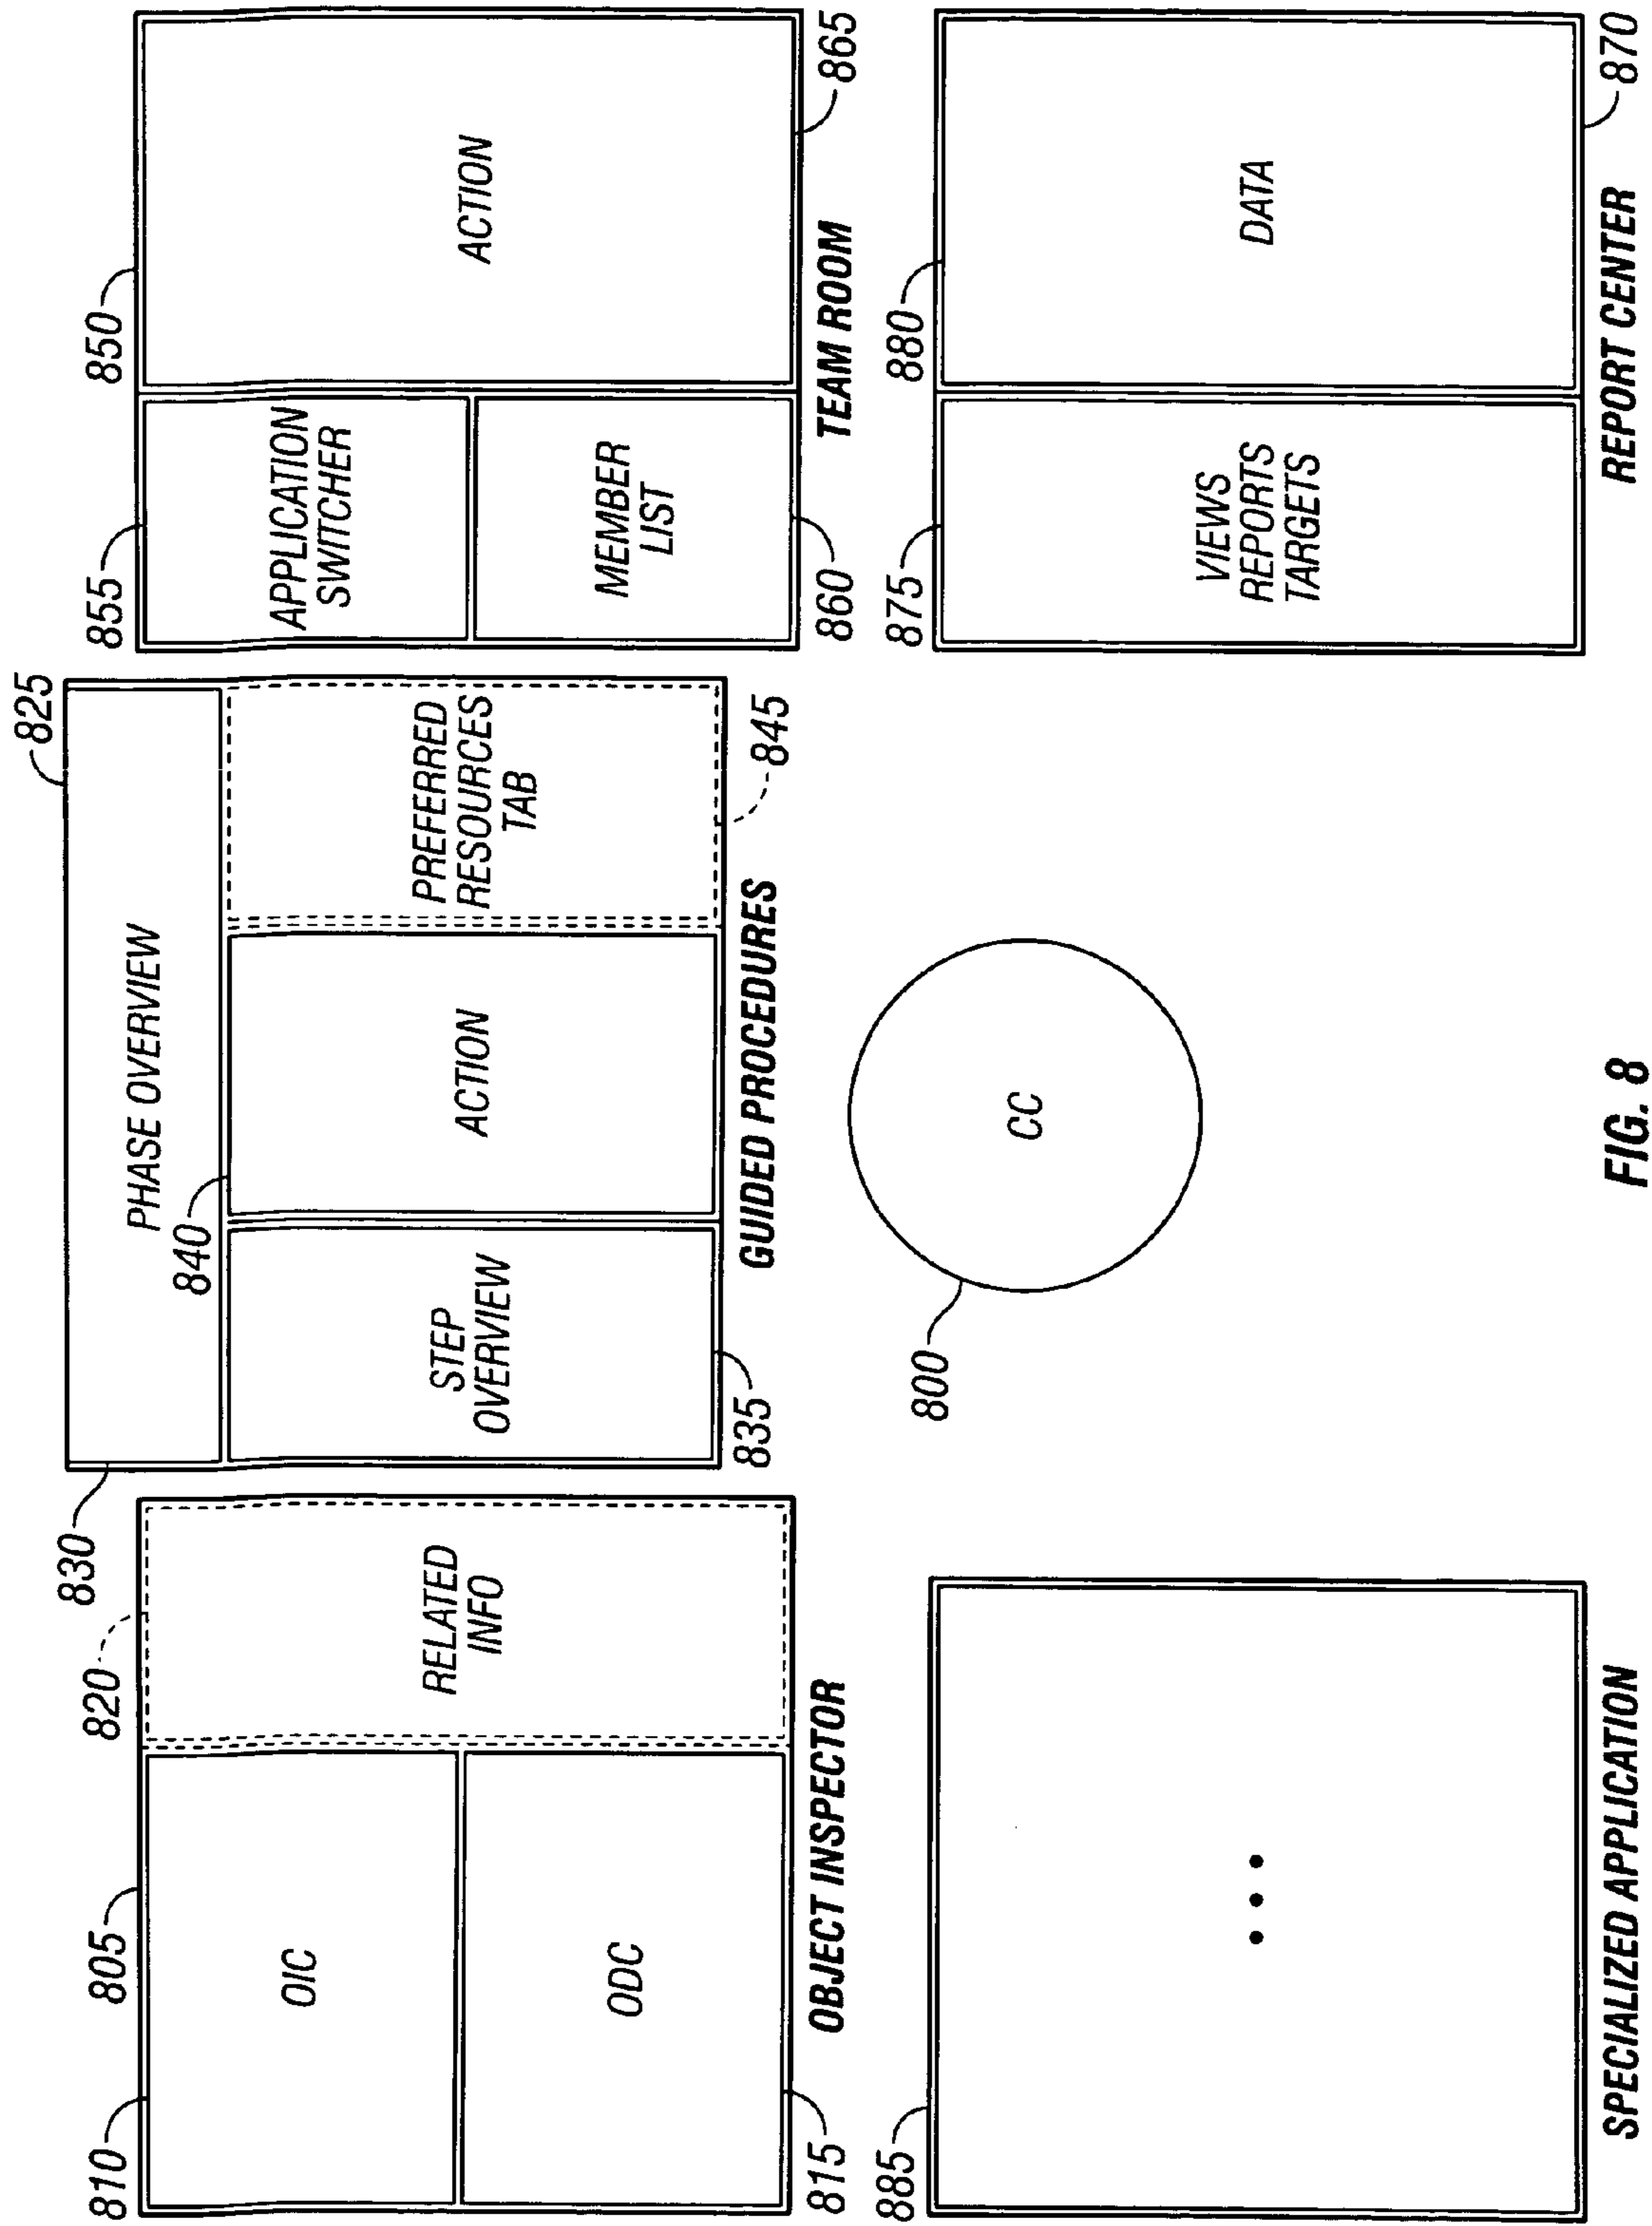 805
820
810
OIC
RELATED
INFO
ODC
815
OBJECT INSPECTOR
825
830
PHASE OVERVIEW
840
STEP
OVERVIEW
ACTION
PREFERRED
RESOURCES
TAB
835
845
GUIDED PROCEDURES
850
855
APPLICATION
SWITCHER
ACTION
MEMBER
LIST
860
865
TEAM ROOM
885
SPECIALIZED APPLICATION
800
CC
875
880
VIEWS
REPORTS
TARGETS
DATA
870
REPORT CENTER
FIG. 8